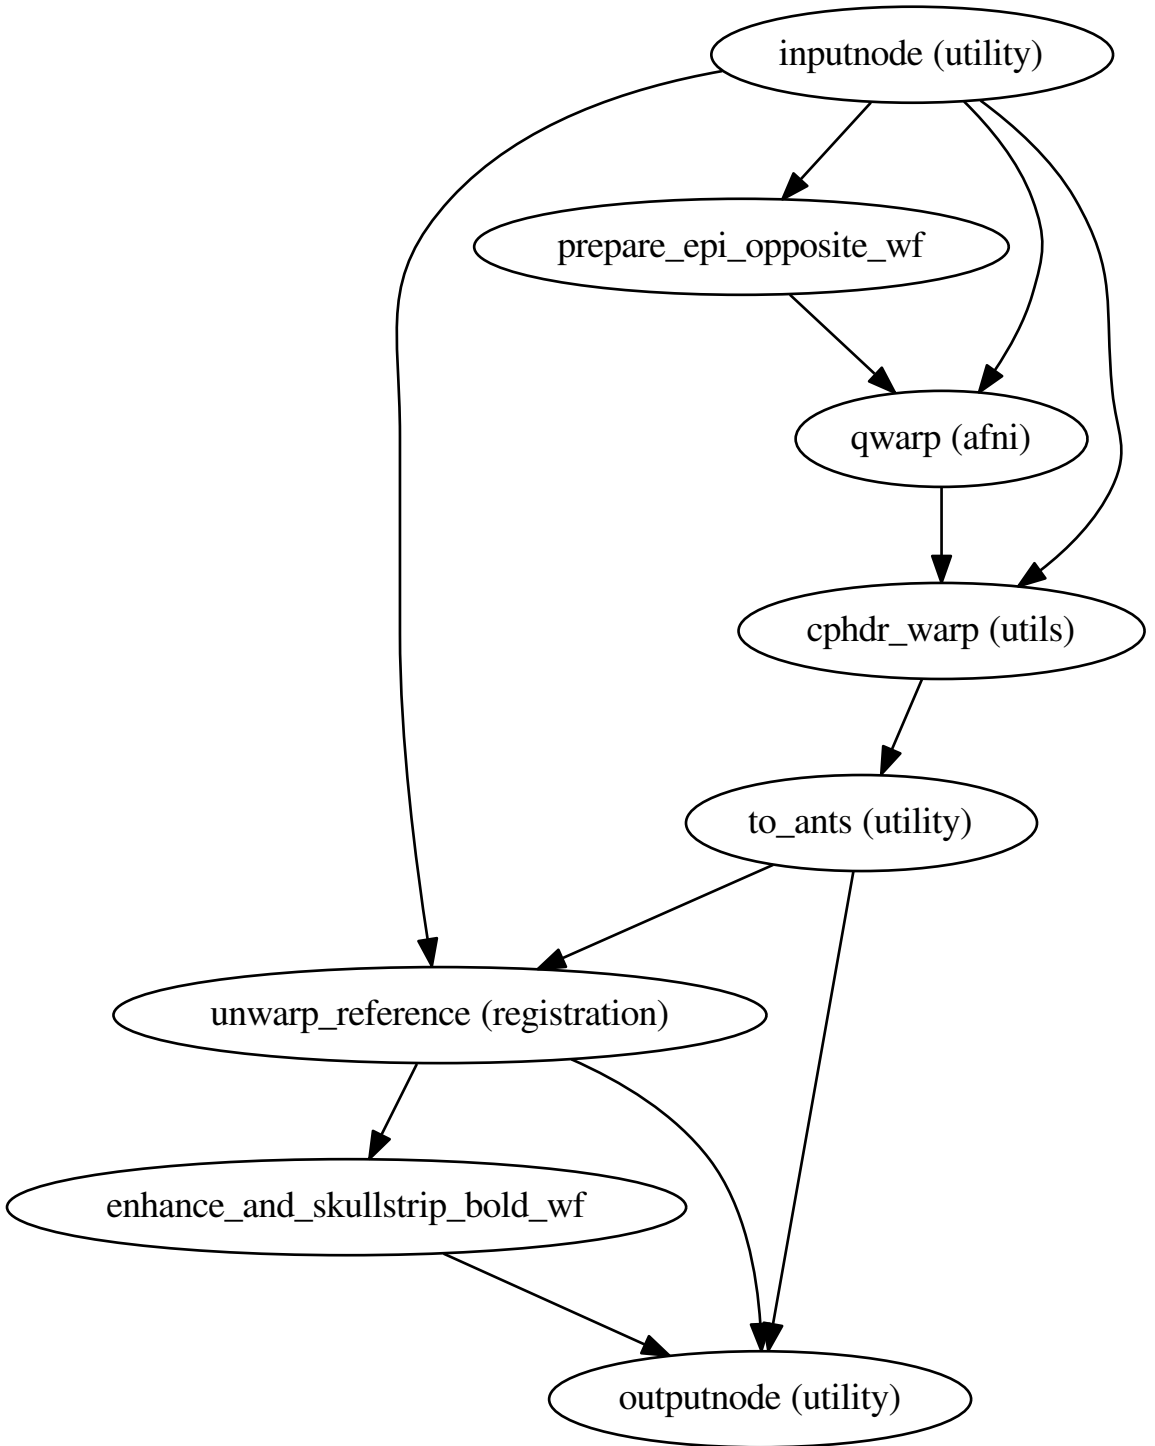 inputnode (utility)
prepare_epi_opposite_wf
qwarp (afni)
cphdr_warp (utils)
to_ants (utility)
unwarp_reference (registration)
enhance_and_skullstrip_bold_wf
outputnode (utility)